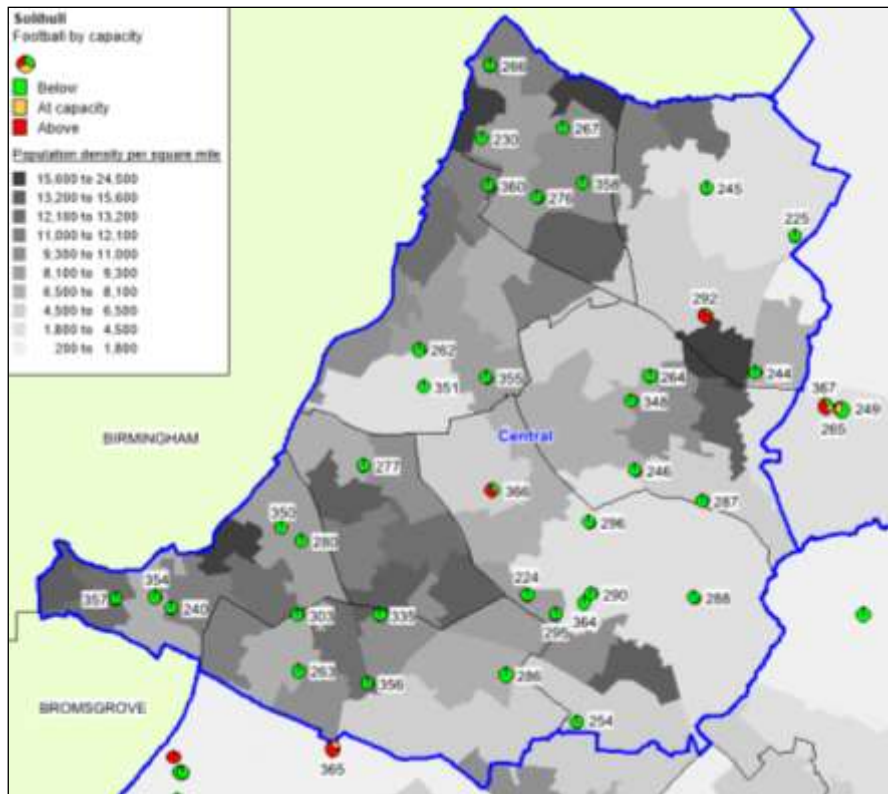 Solihull
Football by capacity
Below
At capacity
Above
Population density per square mile
15,600 to 24,500
13,200 to 15,600
12,100 to 13,200
11,000 to 12,100
9,300 to 11,000
8,100 to 9,300
6,500 to 8,100
4,500 to 6,500
1,800 to 4,500
200 to 1,800
266
230
267
360
276
358
245
225
292
262
351
355
264
348
244
367
249
265
BIRMINGHAM
Central
277
366
246
287
350
280
296
354
357
240
303
335
224
290
295
364
288
263
356
286
BROMSGROVE
254
365